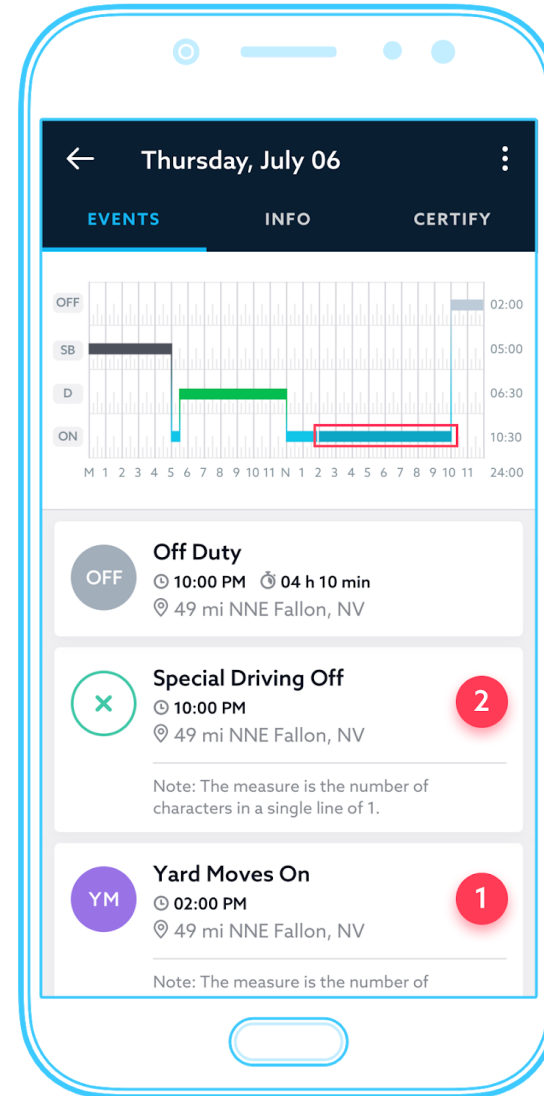 Thursday, July 06
EVENTS INFO CERTIFY
OFF 02:00
SB 05:00
D 06:30
ON 10:30
M 1 2 3 4 5 6 7 8 9 10 11 N 1 2 3 4 5 6 7 8 9 10 11 24:00
OFF
Off Duty
10:00 PM 04 h 10 min
49 mi NNE Fallon, NV
Special Driving Off
10:00 PM
49 mi NNE Fallon, NV
2
Note: The measure is the number of
characters in a single line of 1.
YM
Yard Moves On
02:00 PM
49 mi NNE Fallon, NV
1
Note: The measure is the number of